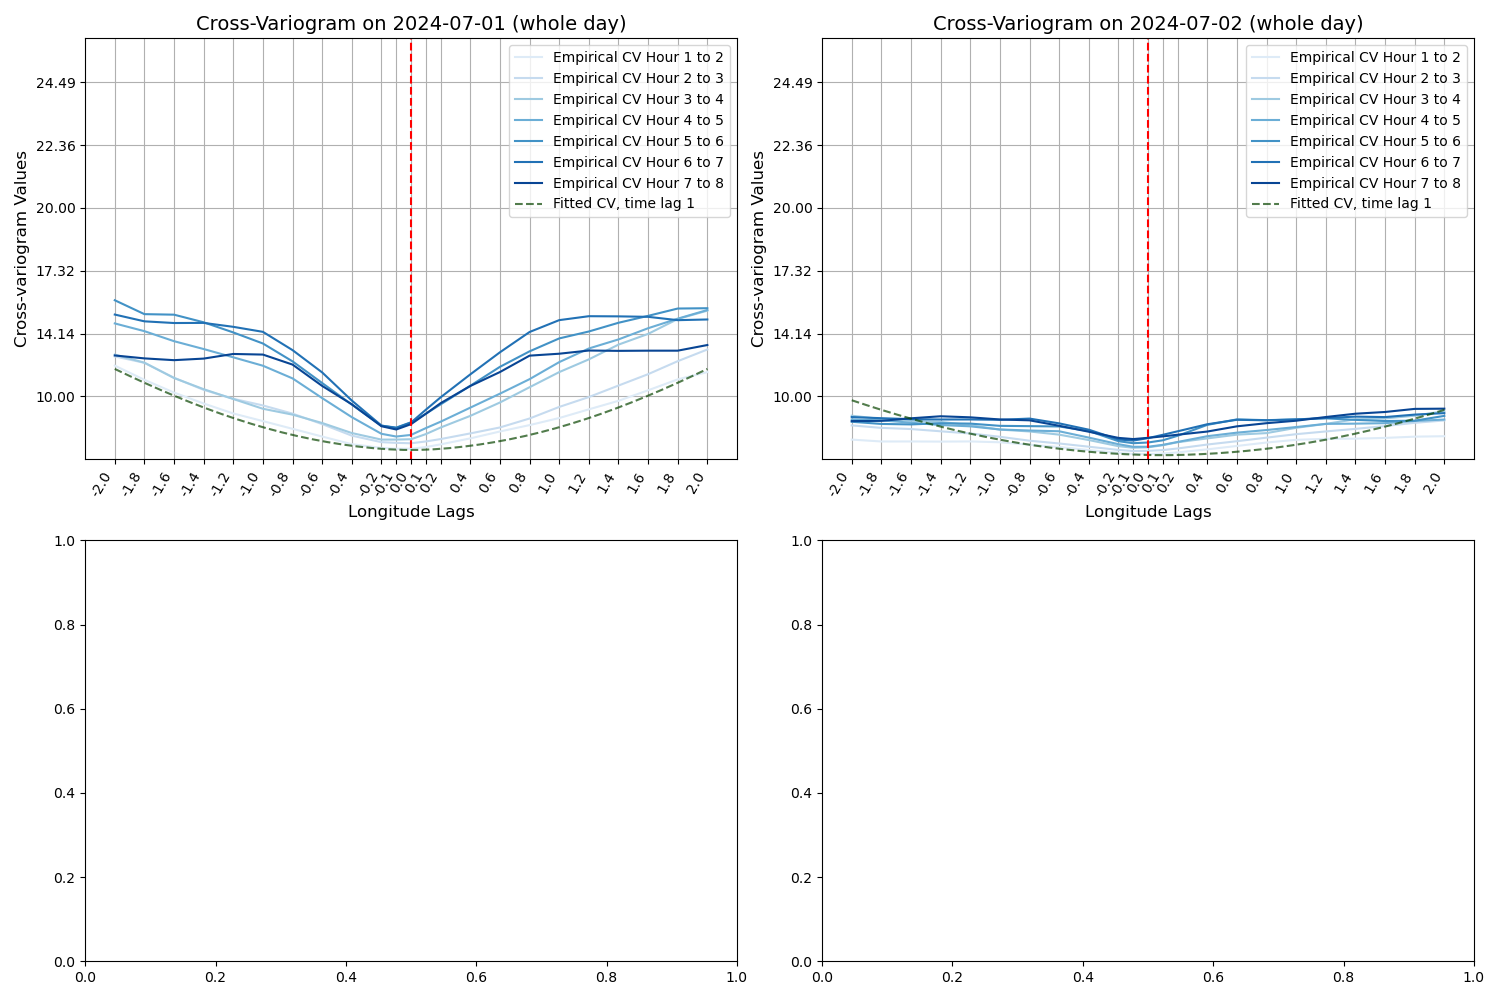 Cross-Variogram on 2024-07-01 (whole day)
Cross-variogram Values
24.49
22.36
20.00
17.32
14.14
10.00
Empirical CV Hour 1 to 2
Empirical CV Hour 2 to 3
Empirical CV Hour 3 to 4
Empirical CV Hour 4 to 5
Empirical CV Hour 5 to 6
Empirical CV Hour 6 to 7
Empirical CV Hour 7 to 8
Fitted CV, time lag 1
-2.0 -1.8 -1.6 -1.4 -1.2 -1.0 -0.8 -0.6 -0.4 -0.2 -0.1 0.0 0.1 0.2 0.4 0.6 0.8 1.0 1.2 1.4 1.6 1.8 2.0
Longitude Lags
Cross-Variogram on 2024-07-02 (whole day)
Cross-variogram Values
24.49
22.36
20.00
17.32
14.14
10.00
Empirical CV Hour 1 to 2
Empirical CV Hour 2 to 3
Empirical CV Hour 3 to 4
Empirical CV Hour 4 to 5
Empirical CV Hour 5 to 6
Empirical CV Hour 6 to 7
Empirical CV Hour 7 to 8
Fitted CV, time lag 1
-2.0 -1.8 -1.6 -1.4 -1.2 -1.0 -0.8 -0.6 -0.4 -0.2 -0.1 0.0 0.1 0.2 0.4 0.6 0.8 1.0 1.2 1.4 1.6 1.8 2.0
Longitude Lags
1.0
0.8
0.6
0.4
0.2
0.0
0.0 0.2 0.4 0.6 0.8 1.0
1.0
0.8
0.6
0.4
0.2
0.0
0.0 0.2 0.4 0.6 0.8 1.0